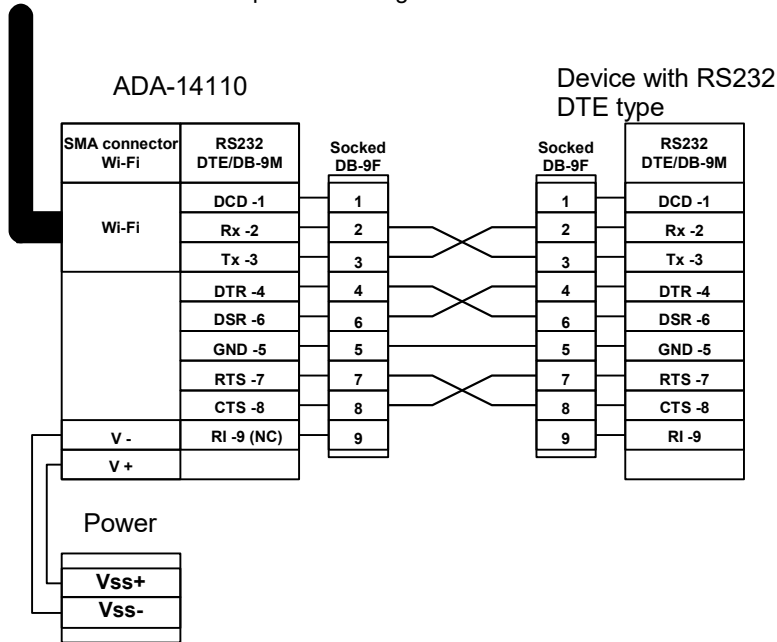 ADA-14110
Device with RS232
DTE type
SMA connector
Wi-Fi
RS232
DTE/DB-9M
Socked
DB-9F
Socked
DB-9F
RS232
DTE/DB-9M
Wi-Fi
DCD -1
1
1
DCD -1
Rx -2
2
2
Rx -2
Tx -3
3
3
Tx -3
DTR -4
4
4
DTR -4
DSR -6
6
6
DSR -6
GND -5
5
5
GND -5
RTS -7
7
7
RTS -7
CTS -8
8
8
CTS -8
V -
RI -9 (NC)
9
9
RI -9
V +
Power
Vss+
Vss-